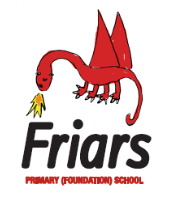 Friars
PRIMARY (FOUNDATION) SCHOOL